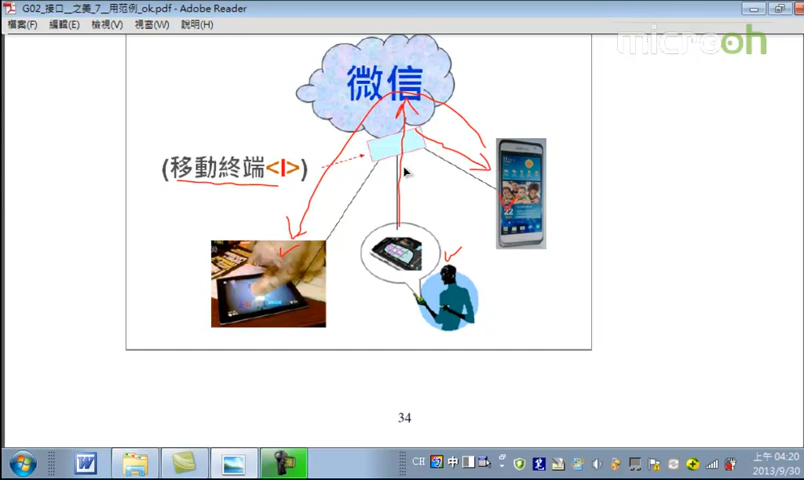 G02_接口__之美_7__用范例_ok.pdf - Adobe Reader
檔案(F) 編輯(E) 檢視(V) 視窗(W) 說明(H)
microoh
微信
(移動終端<I>)
22
34
CH 中
上午 04:20
2013/9/30